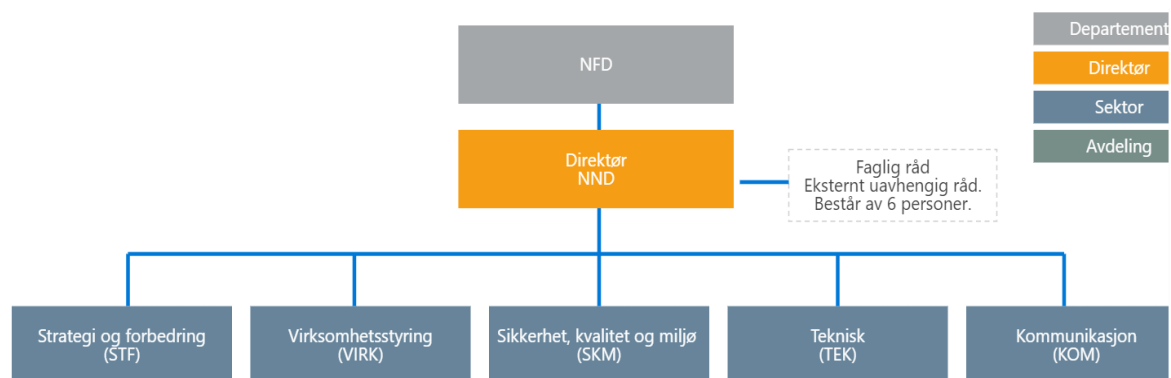 NFD
Direktør
NND
Faglig råd
Eksternt uavhengig råd.
Består av 6 personer.
Departement
Direktør
Sektor
Avdeling
Strategi og forbedring
(STF)
Virksomhetsstyring
(VIRK)
Sikkerhet, kvalitet og miljø
(SKM)
Teknisk
(TEK)
Kommunikasjon
(KOM)